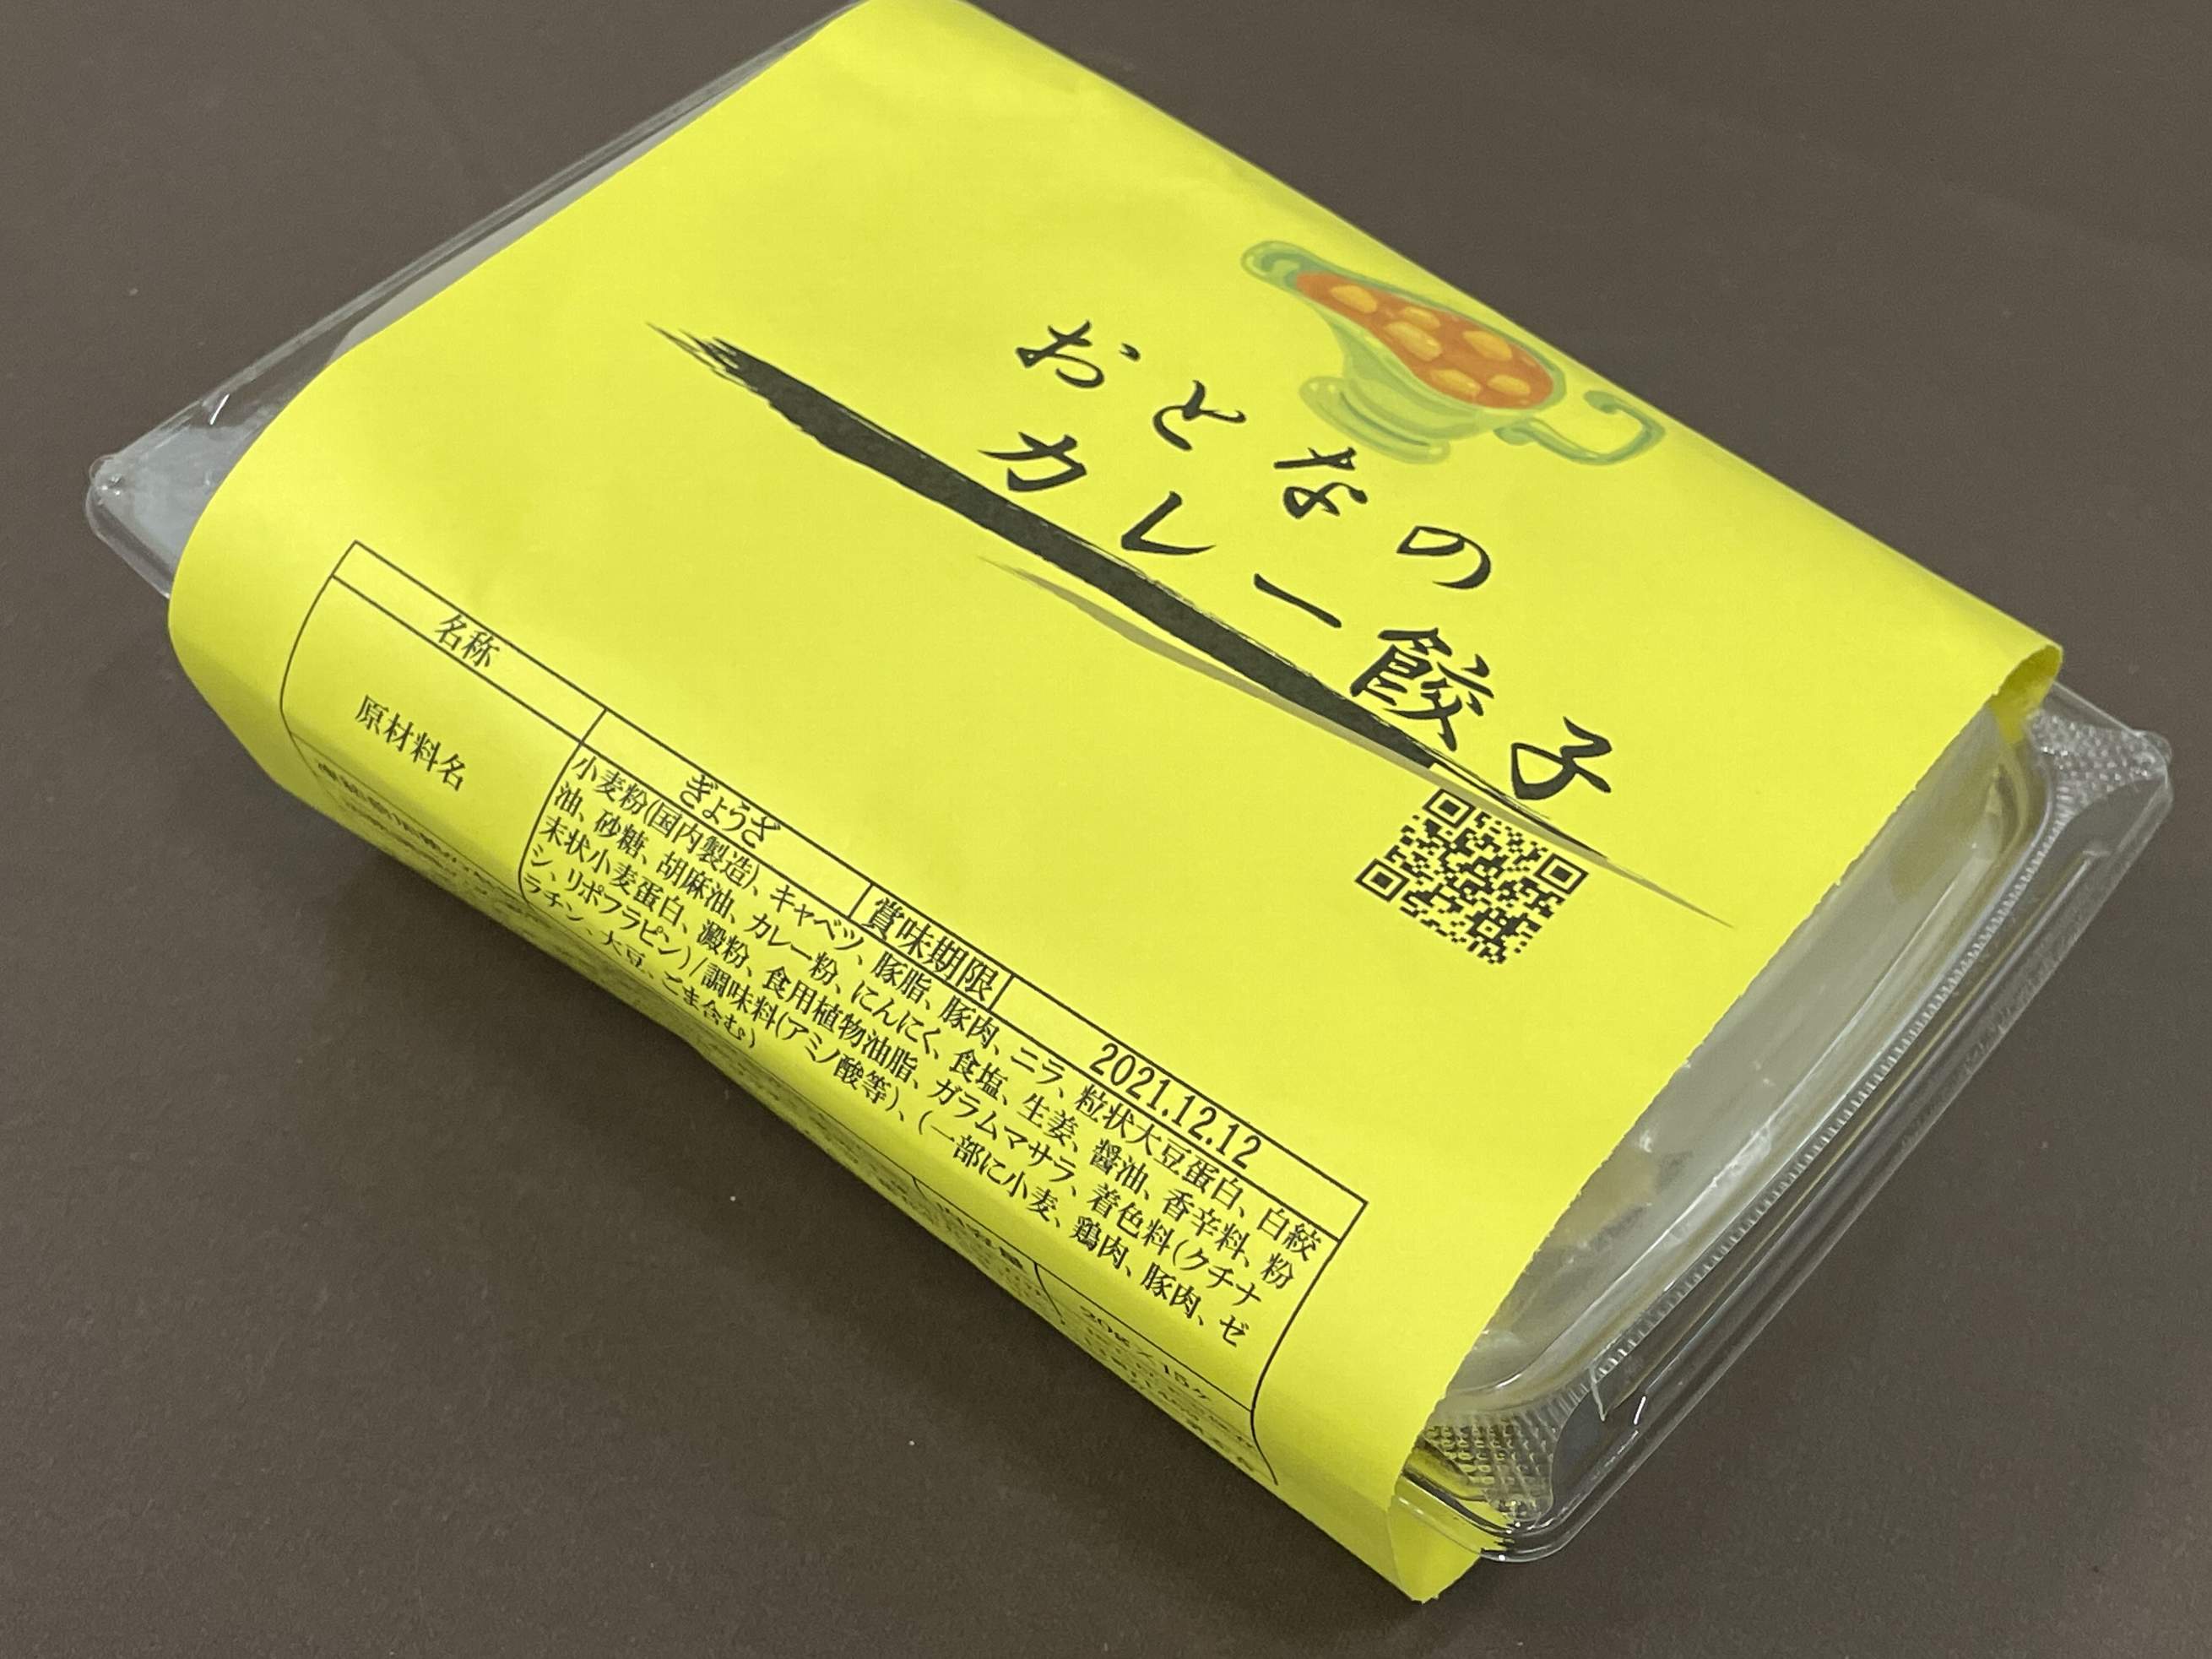 おとなの
カレー餃子
名称 ぎょうざ 賞味期限 2021.12.12
原材料名
小麦粉(国内製造)、キャベツ、豚脂、豚肉、ニラ、粒状大豆蛋白、白絞
油、砂糖、胡麻油、カレー粉、にんにく、食塩、生姜、醤油、香辛料、粉
末状小麦蛋白、澱粉、食用植物油脂、ガラムマサラ、着色料(クチナ
シ、リボフラビン)/調味料(アミノ酸等)、(一部に小麦、鶏肉、豚肉、ゼ
ラチン、大豆、ごま含む)
20g/15ケ